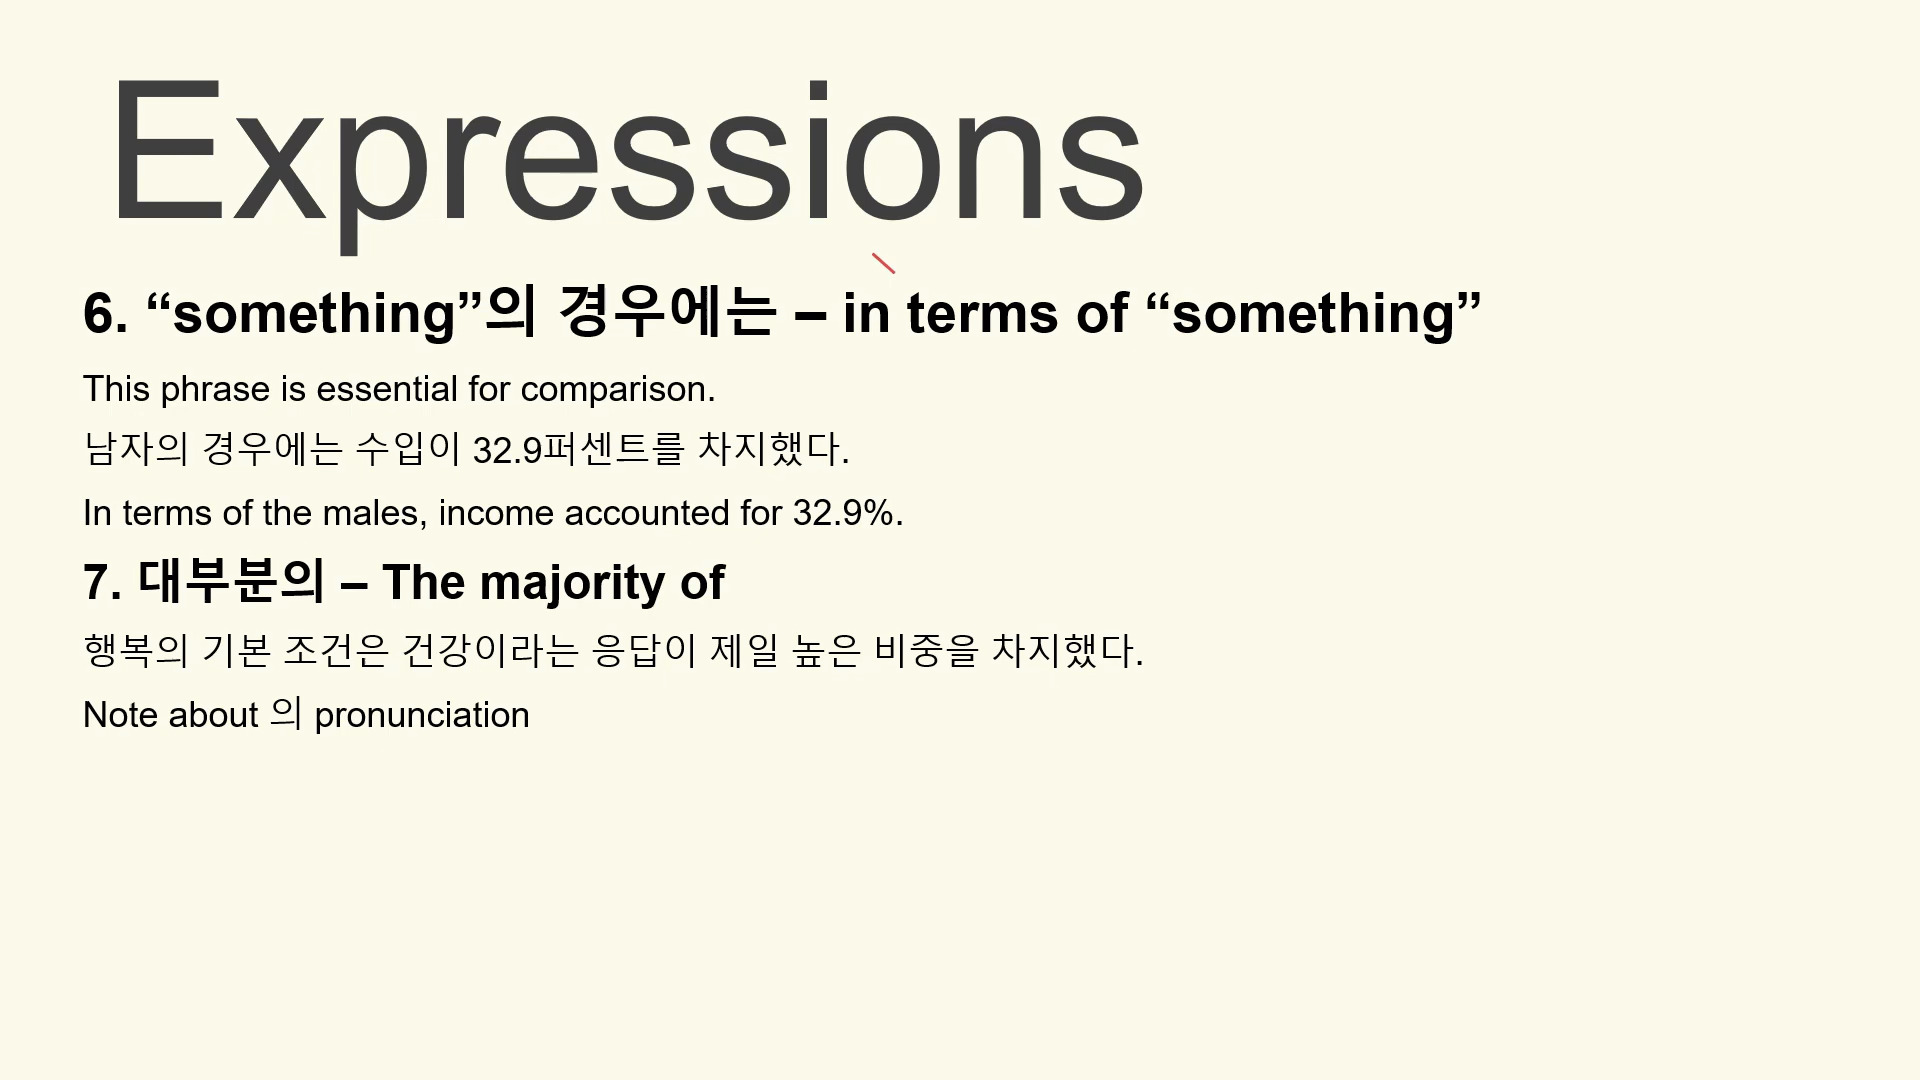 Expressions
6. “something”의 경우에는 – in terms of “something”
This phrase is essential for comparison.
남자의 경우에는 수입이 32.9퍼센트를 차지했다.
In terms of the males, income accounted for 32.9%.
7. 대부분의 – The majority of
행복의 기본 조건은 건강이라는 응답이 제일 높은 비중을 차지했다.
Note about 의 pronunciation